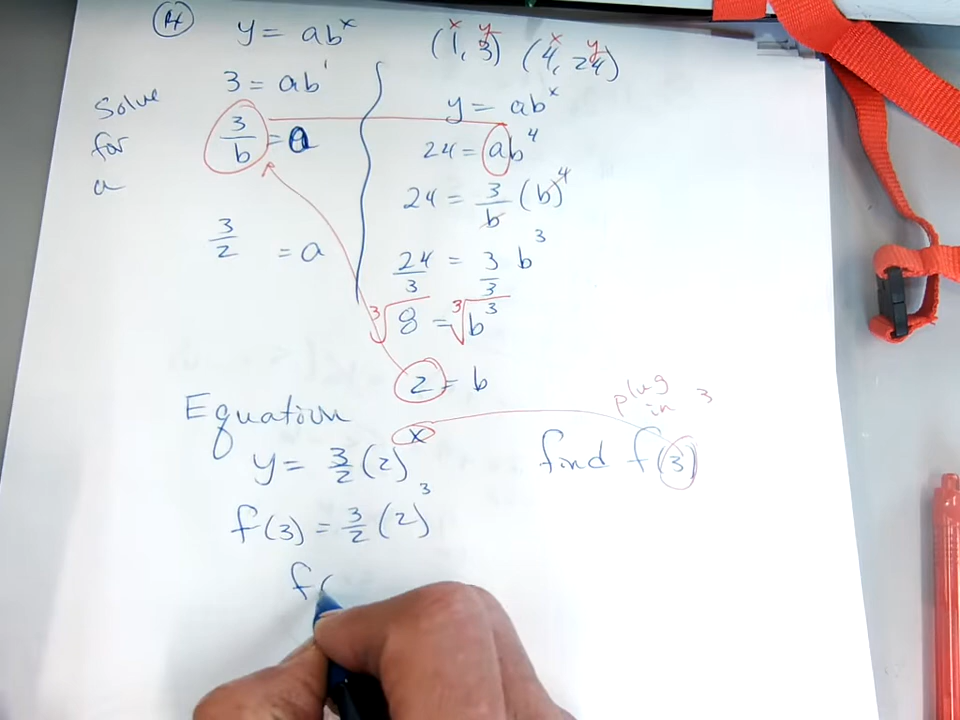 14
y = ab^x
(1, 3) (4, 24)
x y x y
3 = ab^1
Solve for a
3/b = a
3/2 = a
y = ab^x
24 = ab^4
24 = 3/b (b)^4
24/3 = 3/3 b^3
∛8 = ∛b^3
2 = b
Equation
plug in 3
y = 3/2 (2)^x
find f(3)
f(3) = 3/2 (2)^3
f(